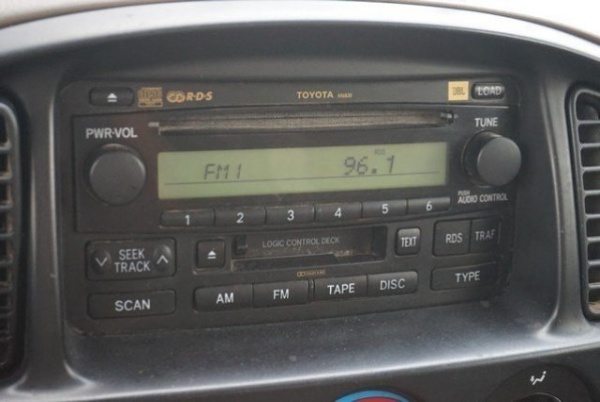 R·D·S TOYOTA JBL LOAD
PWR·VOL TUNE
FM1 96.1
PUSH
AUDIO CONTROL
1 2 3 4 5 6
SEEK
TRACK
LOGIC CONTROL DECK
TEXT RDS TRAF
SCAN AM FM TAPE DISC TYPE